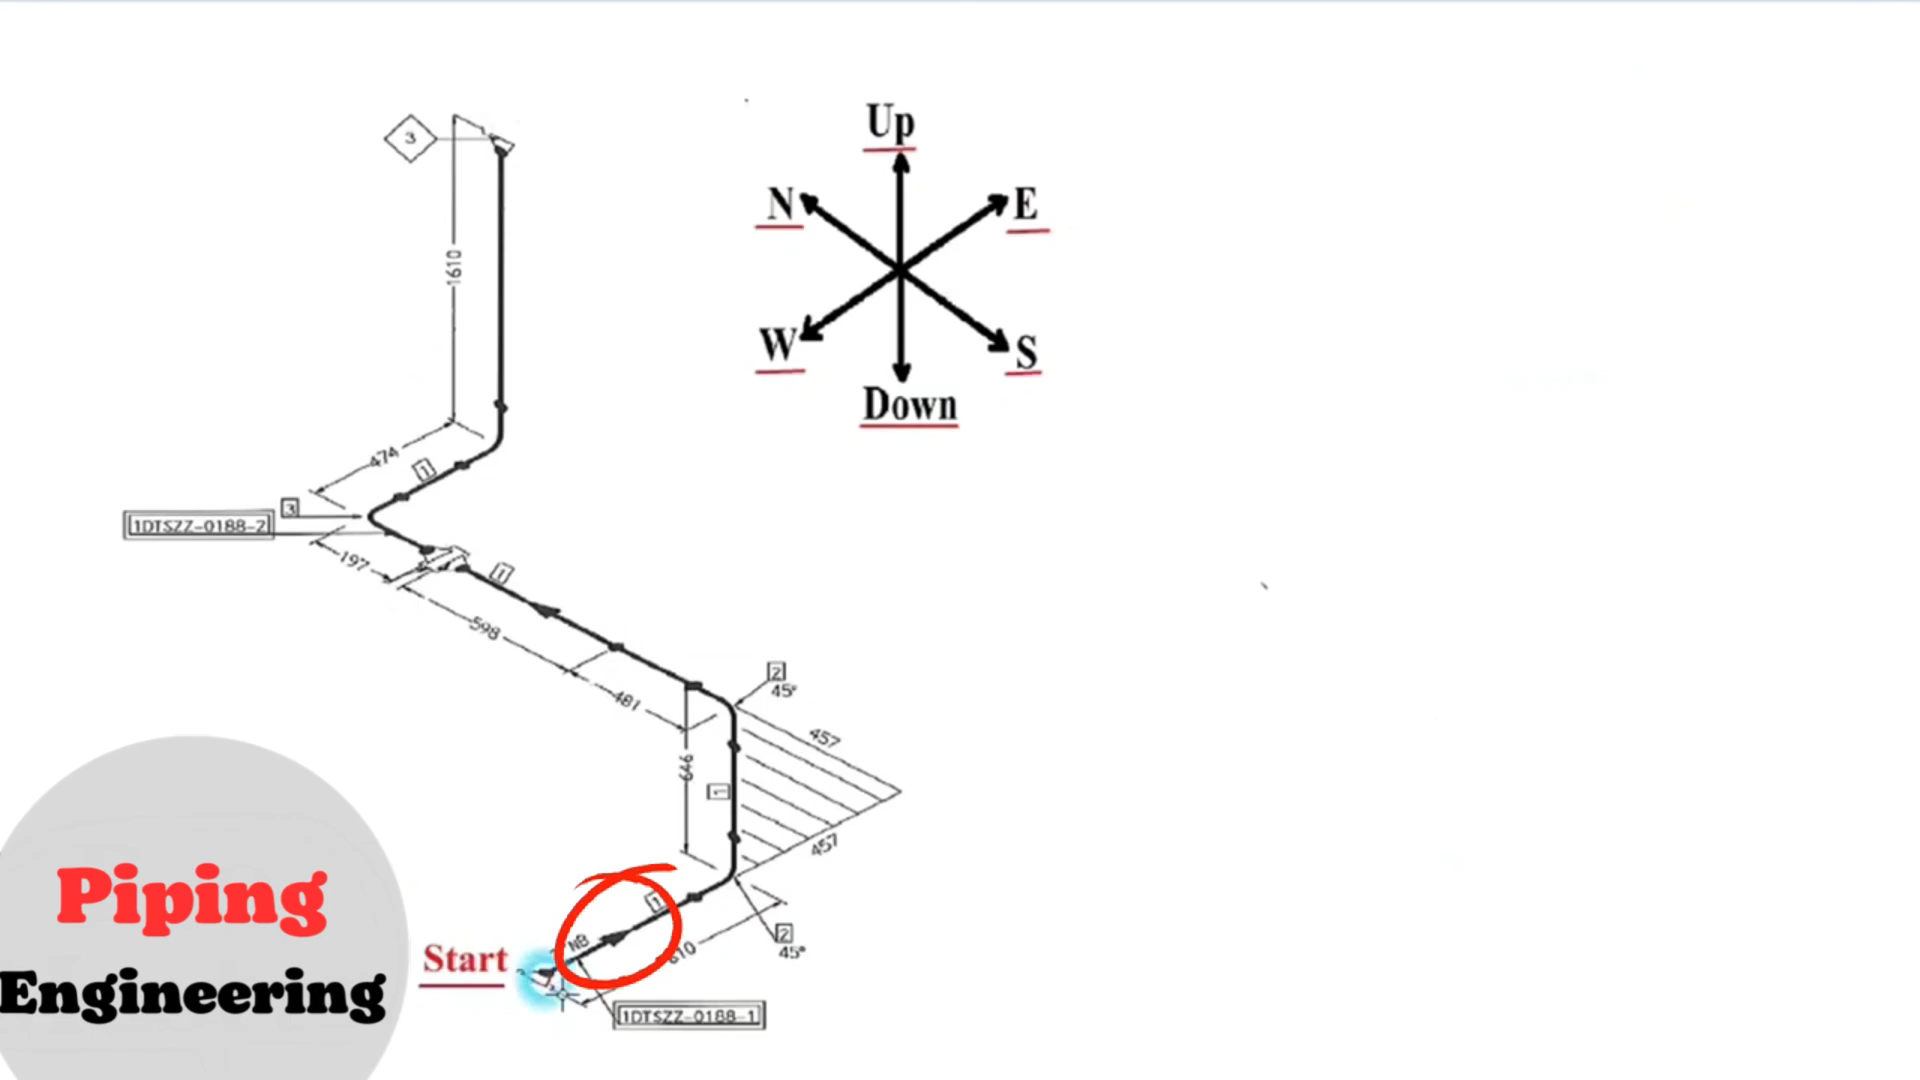 Up
3
N
E
1610
W
S
Down
474
1
3
1DTSZZ-0188-2
197
1
598
2
45°
481
457
646
1
457
Piping
1
2
45°
NB
Start
Engineering
1DTSZZ-0188-1